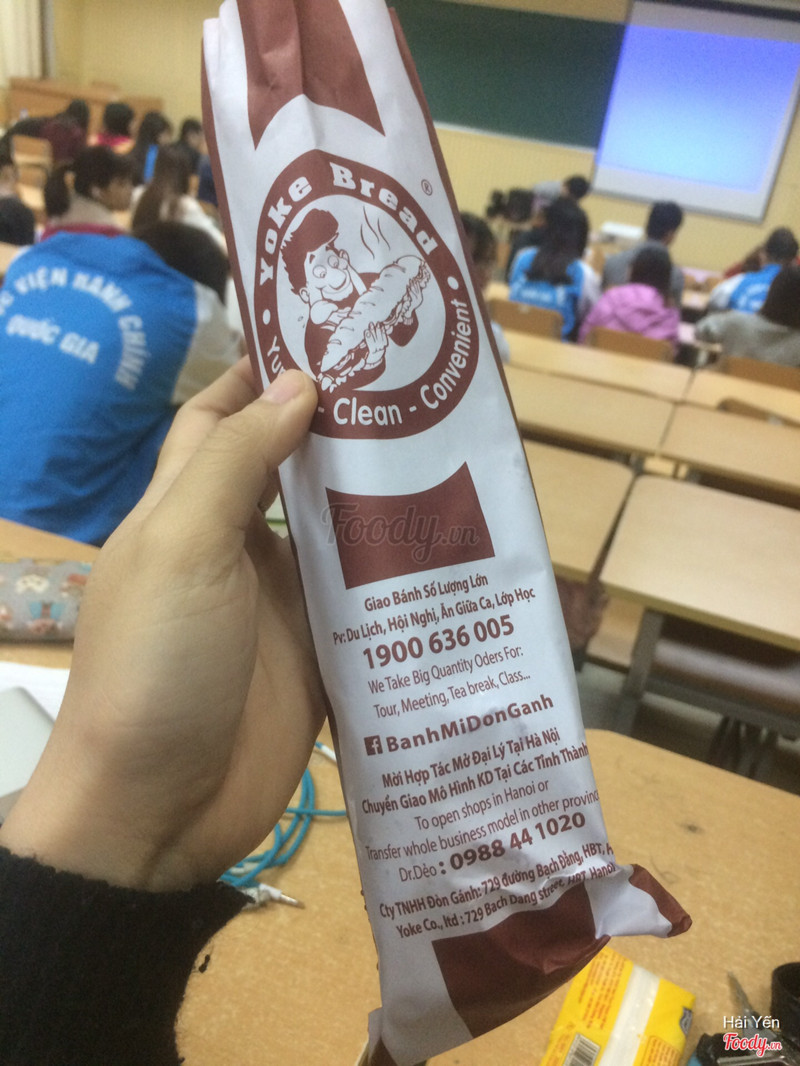 Yoke Bread ®
- Clean - Convenient
VIỆN HÀNH CHÍNH
QUỐC GIA
Foody.vn
Giao Bánh Số Lượng Lớn
Pv: Du Lịch, Hội Nghị, Ăn Giữa Ca, Lớp Học
1900 636 005
We Take Big Quantity Oders For:
Tour, Meeting, Tea break, Class...
BanhMiDonGanh
Mời Hợp Tác Mở Đại Lý Tại Hà Nội
Chuyển Giao Mô Hình KD Tại Các Tỉnh Thành
To open shops in Hanoi or
Transfer whole business model in other
Dr.Dẻo : 0988 44 1020
Cty TNHH Đòn Gánh: 729 đường Bạch Đằng, HBT,
Yoke Co., ltd : 729 Bach Dang street, HBT, Hanoi
Hải Yến
Foody.vn